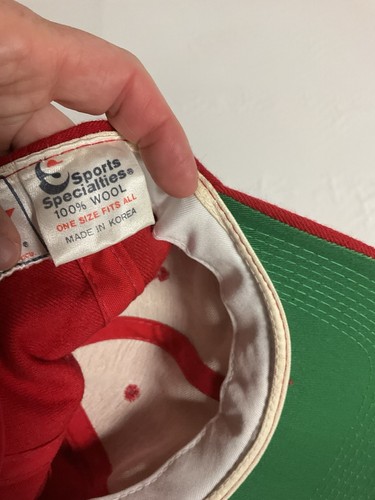 Sports
Specialties®
100% WOOL
ONE SIZE FITS ALL
MADE IN KOREA